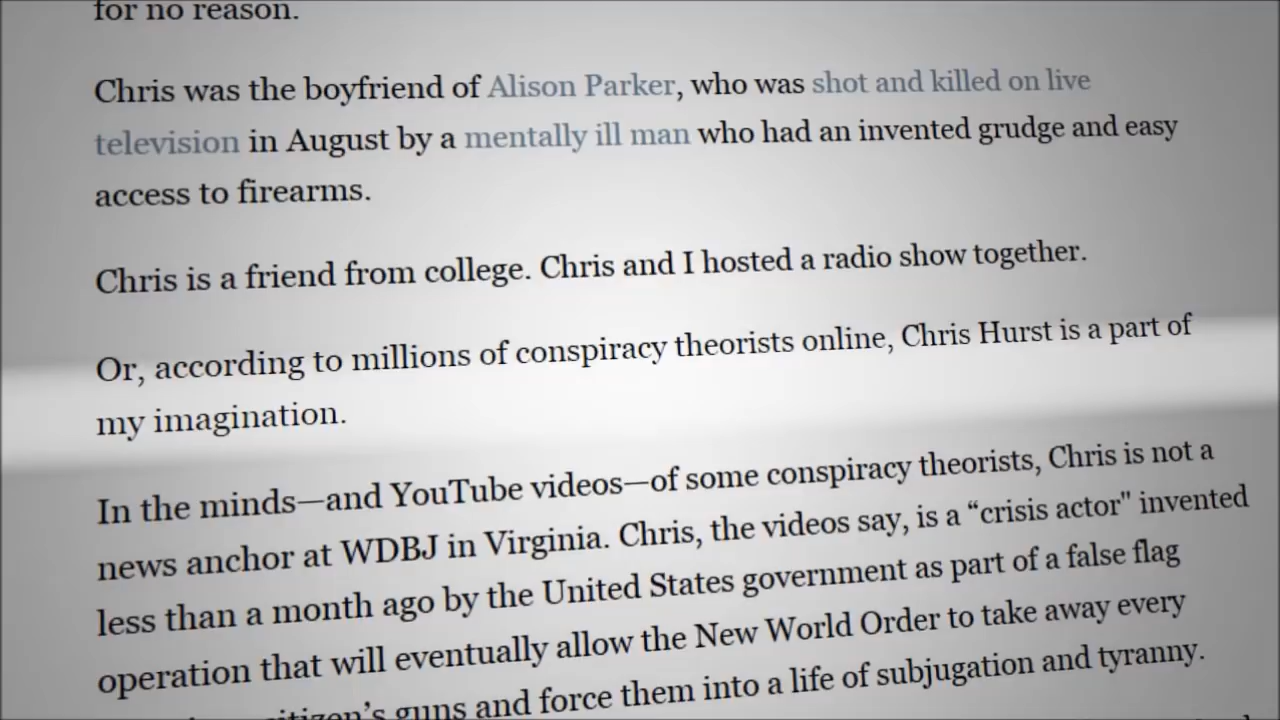 for no reason.
Chris was the boyfriend of Alison Parker, who was shot and killed on live
television in August by a mentally ill man who had an invented grudge and easy
access to firearms.
Chris is a friend from college. Chris and I hosted a radio show together.
Or, according to millions of conspiracy theorists online, Chris Hurst is a part of
my imagination.
In the minds—and YouTube videos—of some conspiracy theorists, Chris is not a
news anchor at WDBJ in Virginia. Chris, the videos say, is a “crisis actor" invented
less than a month ago by the United States government as part of a false flag
operation that will eventually allow the New World Order to take away every
guns and force them into a life of subjugation and tyranny.